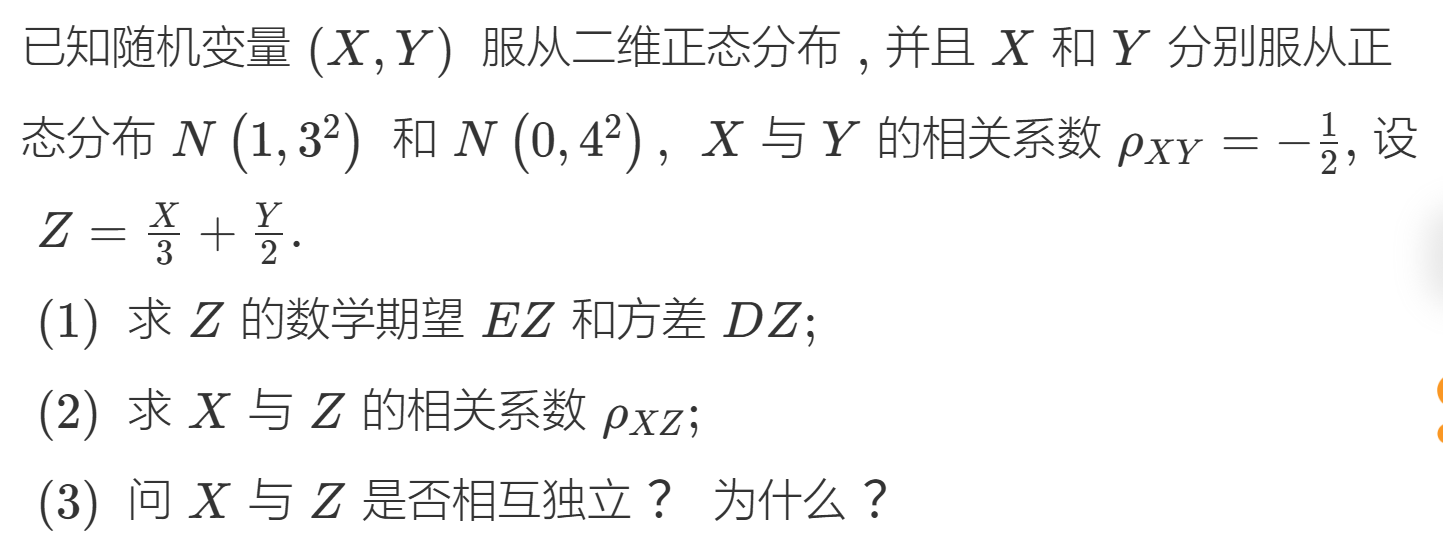 已知随机变量 (X, Y) 服从二维正态分布 , 并且 X 和 Y 分别服从正
态分布 N (1, 3²) 和 N (0, 4²) , X 与 Y 的相关系数 ρ_XY = −1/2, 设
Z = X/3 + Y/2.
(1) 求 Z 的数学期望 EZ 和方差 DZ;
(2) 求 X 与 Z 的相关系数 ρ_XZ;
(3) 问 X 与 Z 是否相互独立？ 为什么？